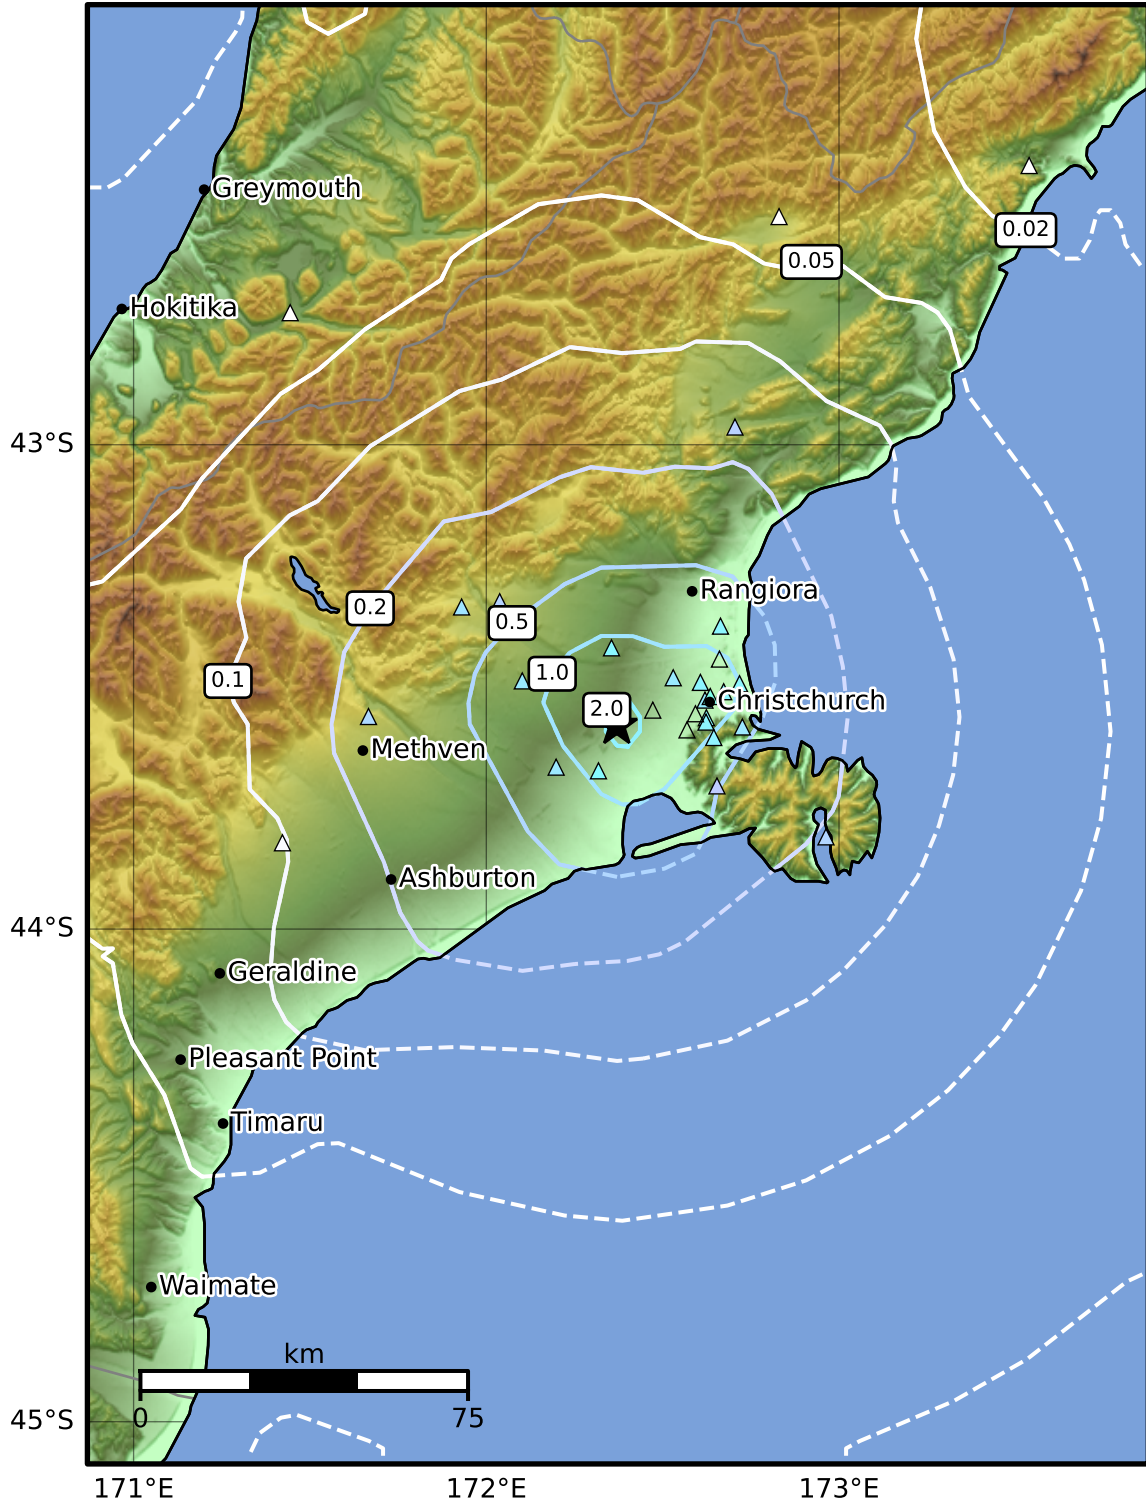 Greymouth
0.02
0.05
Hokitika
43°S
Rangiora
0.2
0.5
1.0
0.1
2.0
Christchurch
Methven
Ashburton
44°S
Geraldine
Pleasant Point
Timaru
Waimate
km
0
75
45°S
171°E
172°E
173°E